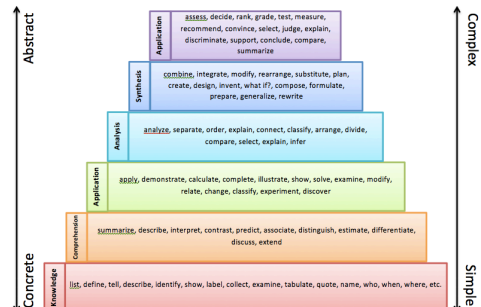 Abstract
Complex
Application
assess, decide, rank, grade, test, measure,
recommend, convince, select, judge, explain,
discriminate, support, conclude, compare,
summarize
Synthesis
combine, integrate, modify, rearrange, substitute, plan,
create, design, invent, what if?, compose, formulate,
prepare, generalize, rewrite
Analysis
analyze, separate, order, explain, connect, classify, arrange, divide,
compare, select, explain, infer
Application
apply, demonstrate, calculate, complete, illustrate, show, solve, examine, modify,
relate, change, classify, experiment, discover
Comprehension
summarize, describe, interpret, contrast, predict, associate, distinguish, estimate, differentiate,
discuss, extend
Knowledge
list, define, tell, describe, identify, show, label, collect, examine, tabulate, quote, name, who, when, where, etc.
Concrete
Simple